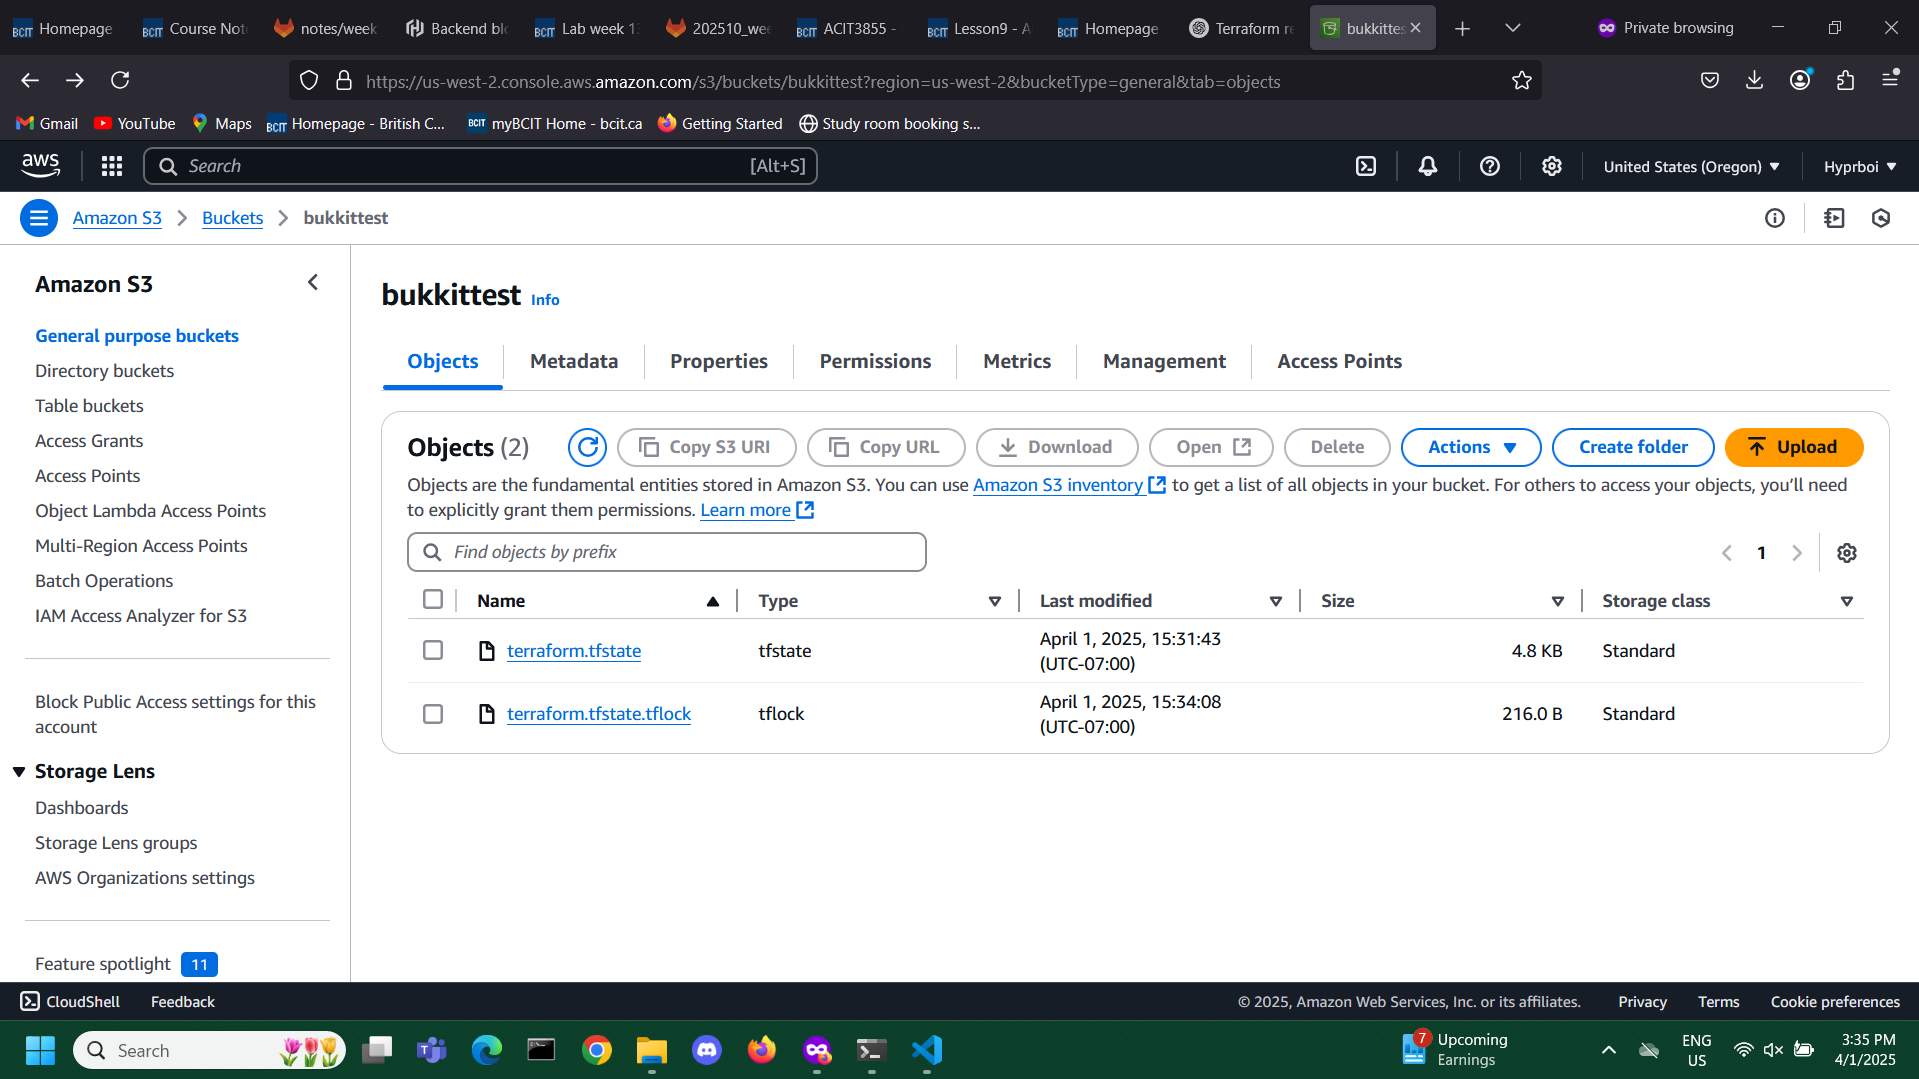 Homepage
Course Not
notes/week
Backend blo
Lab week 1
202510_wee
ACIT3855 -
Lesson9 - A
Homepage
Terraform re
bukkittes
Private browsing
https://us-west-2.console.aws.amazon.com/s3/buckets/bukkittest?region=us-west-2&bucketType=general&tab=objects
Gmail
YouTube
Maps
BCIT
Homepage - British C...
BCIT
myBCIT Home - bcit.ca
Getting Started
Study room booking s...
aws
Search
[Alt+S]
United States (Oregon)
Hyprboi
Amazon S3
Buckets
bukkittest
Amazon S3
General purpose buckets
Directory buckets
Table buckets
Access Grants
Access Points
Object Lambda Access Points
Multi-Region Access Points
Batch Operations
IAM Access Analyzer for S3
Block Public Access settings for this
account
Storage Lens
Dashboards
Storage Lens groups
AWS Organizations settings
Feature spotlight 11
bukkittest Info
Objects
Metadata
Properties
Permissions
Metrics
Management
Access Points
Objects (2)
Copy S3 URI
Copy URL
Download
Open
Delete
Actions
Create folder
Upload
Objects are the fundamental entities stored in Amazon S3. You can use Amazon S3 inventory to get a list of all objects in your bucket. For others to access your objects, you’ll need
to explicitly grant them permissions. Learn more
Find objects by prefix
1
Name
Type
Last modified
Size
Storage class
terraform.tfstate
tfstate
April 1, 2025, 15:31:43
(UTC-07:00)
4.8 KB
Standard
terraform.tfstate.tflock
tflock
April 1, 2025, 15:34:08
(UTC-07:00)
216.0 B
Standard
CloudShell
Feedback
© 2025, Amazon Web Services, Inc. or its affiliates.
Privacy
Terms
Cookie preferences
Search
7
Upcoming
Earnings
ENG
US
3:35 PM
4/1/2025